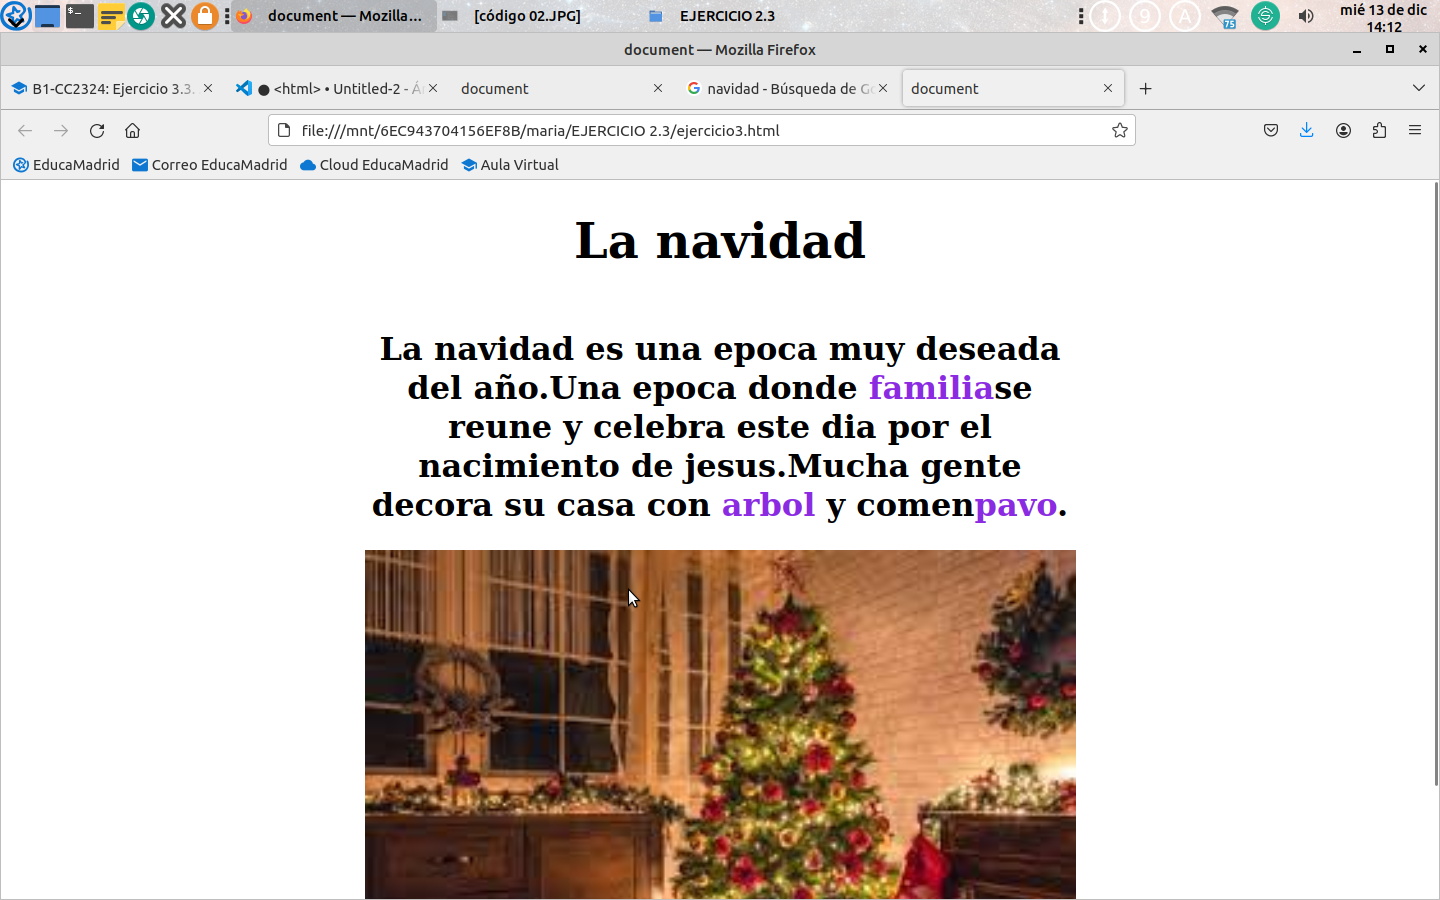 document — Mozilla...
[código 02.JPG]
EJERCICIO 2.3
9
A
75
mié 13 de dic
14:12
document — Mozilla Firefox
B1-CC2324: Ejercicio 3.3.
● <html> • Untitled-2 - Á
document
navidad - Búsqueda de Go
document
file:///mnt/6EC943704156EF8B/maria/EJERCICIO 2.3/ejercicio3.html
EducaMadrid
Correo EducaMadrid
Cloud EducaMadrid
Aula Virtual
La navidad
La navidad es una epoca muy deseada
del año.Una epoca donde familiase
reune y celebra este dia por el
nacimiento de jesus.Mucha gente
decora su casa con arbol y comenpavo.